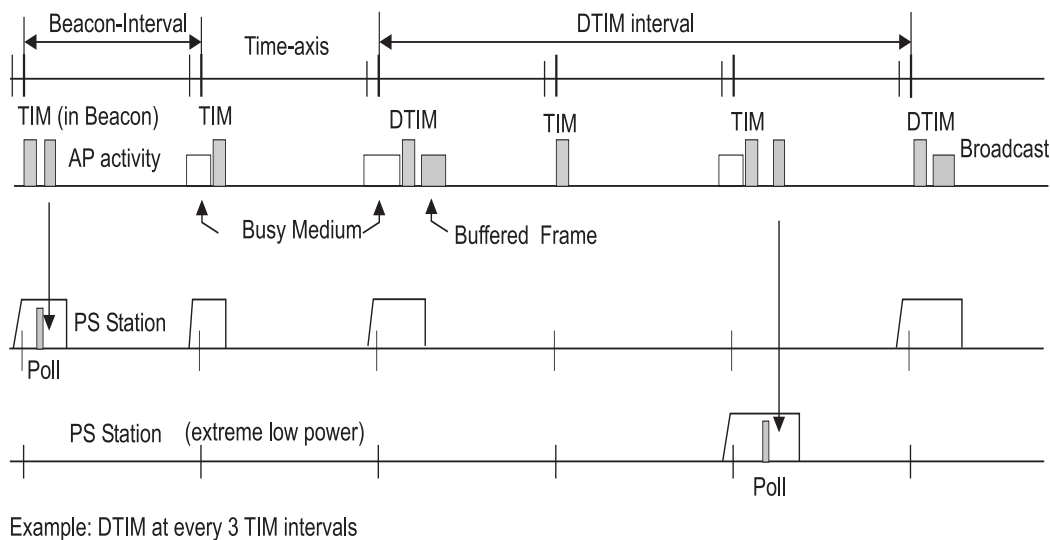 Beacon-Interval
DTIM interval
Time-axis
TIM (in Beacon)
TIM
DTIM
TIM
TIM
DTIM
AP activity
Broadcast
Busy Medium
Buffered Frame
PS Station
Poll
PS Station (extreme low power)
Poll
Example: DTIM at every 3 TIM intervals